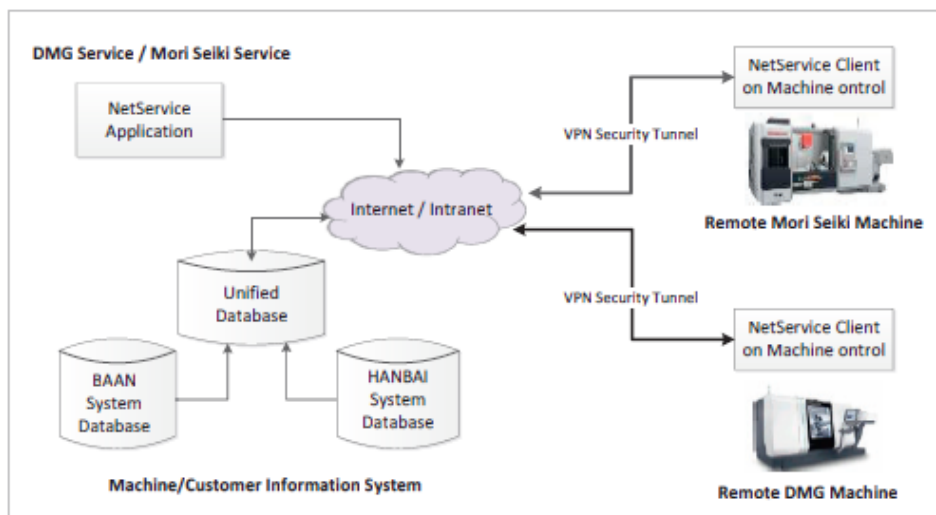 DMG Service / Mori Seiki Service
NetService
Application
Internet / Intranet
Unified
Database
BAAN
System
Database
HANBAI
System
Database
Machine/Customer Information System
VPN Security Tunnel
NetService Client
on Machine ontrol
Remote Mori Seiki Machine
VPN Security Tunnel
NetService Client
on Machine ontrol
Remote DMG Machine